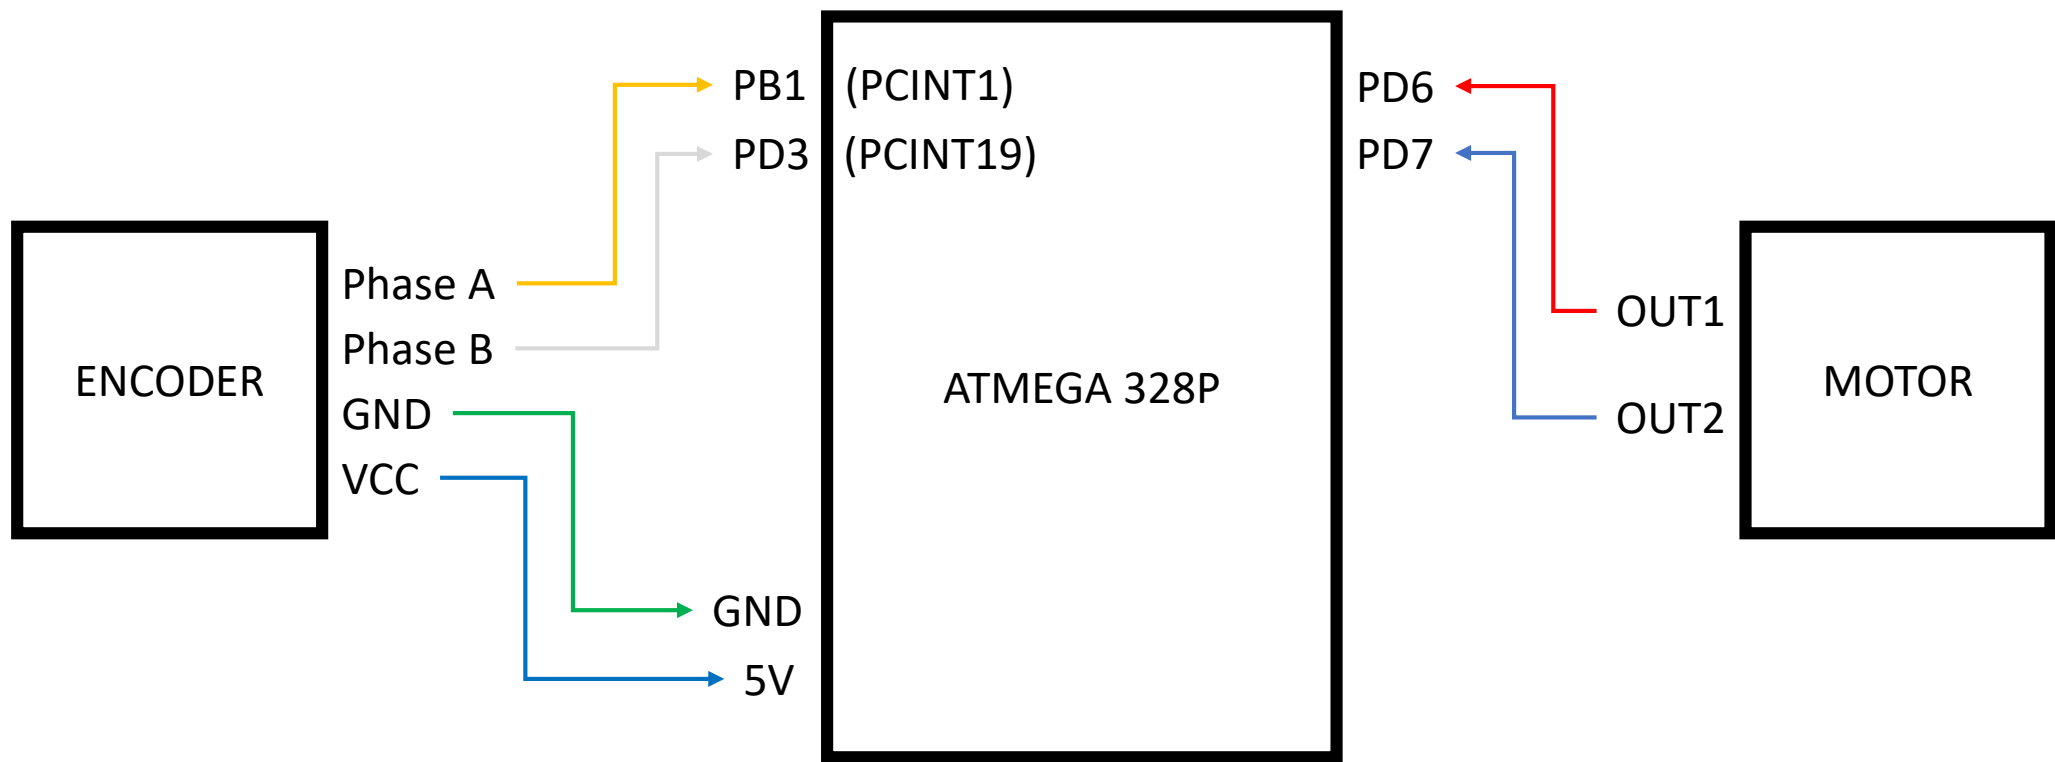 PB1 (PCINT1)
PD3 (PCINT19)
PD6
PD7
Phase A
Phase B
GND
VCC
ENCODER
ATMEGA 328P
OUT1
OUT2
MOTOR
GND
5V